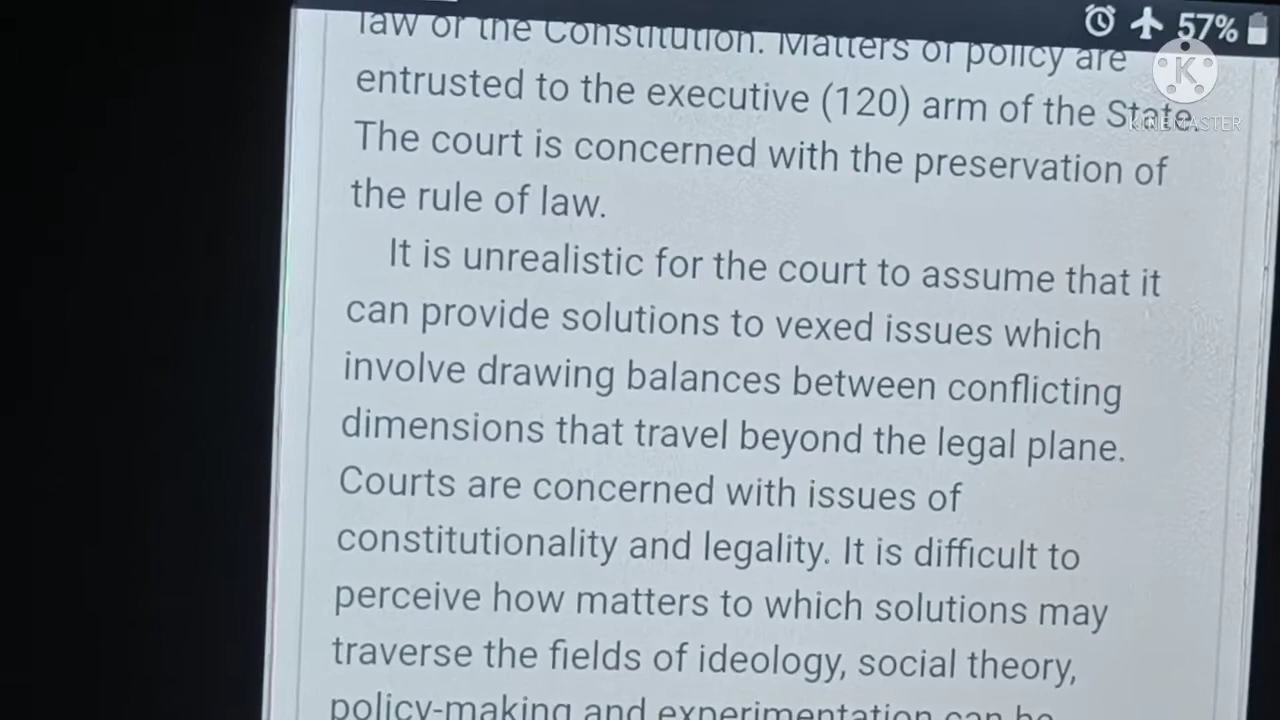 57%
law or the Constitution. Matters of policy are
entrusted to the executive (120) arm of the State.
KINEMASTER
The court is concerned with the preservation of
the rule of law.
It is unrealistic for the court to assume that it
can provide solutions to vexed issues which
involve drawing balances between conflicting
dimensions that travel beyond the legal plane.
Courts are concerned with issues of
constitutionality and legality. It is difficult to
perceive how matters to which solutions may
traverse the fields of ideology, social theory,
policy-making and experimentation can be